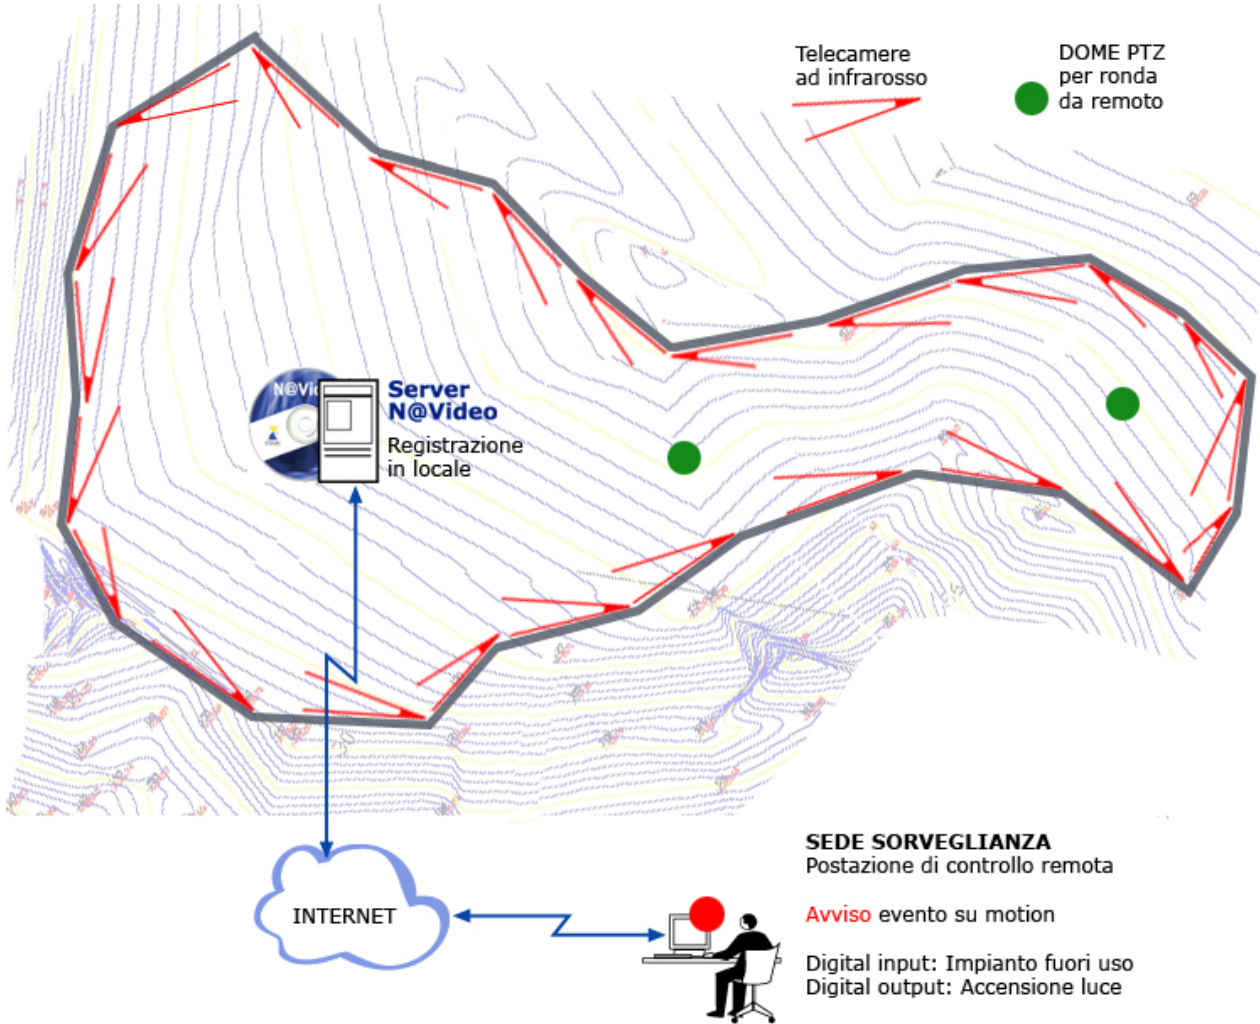 Telecamere
ad infrarosso
DOME PTZ
per ronda
da remoto
N@Vid
Server
N@Video
Registrazione
in locale
INTERNET
SEDE SORVEGLIANZA
Postazione di controllo remota
Avviso evento su motion
Digital input: Impianto fuori uso
Digital output: Accensione luce